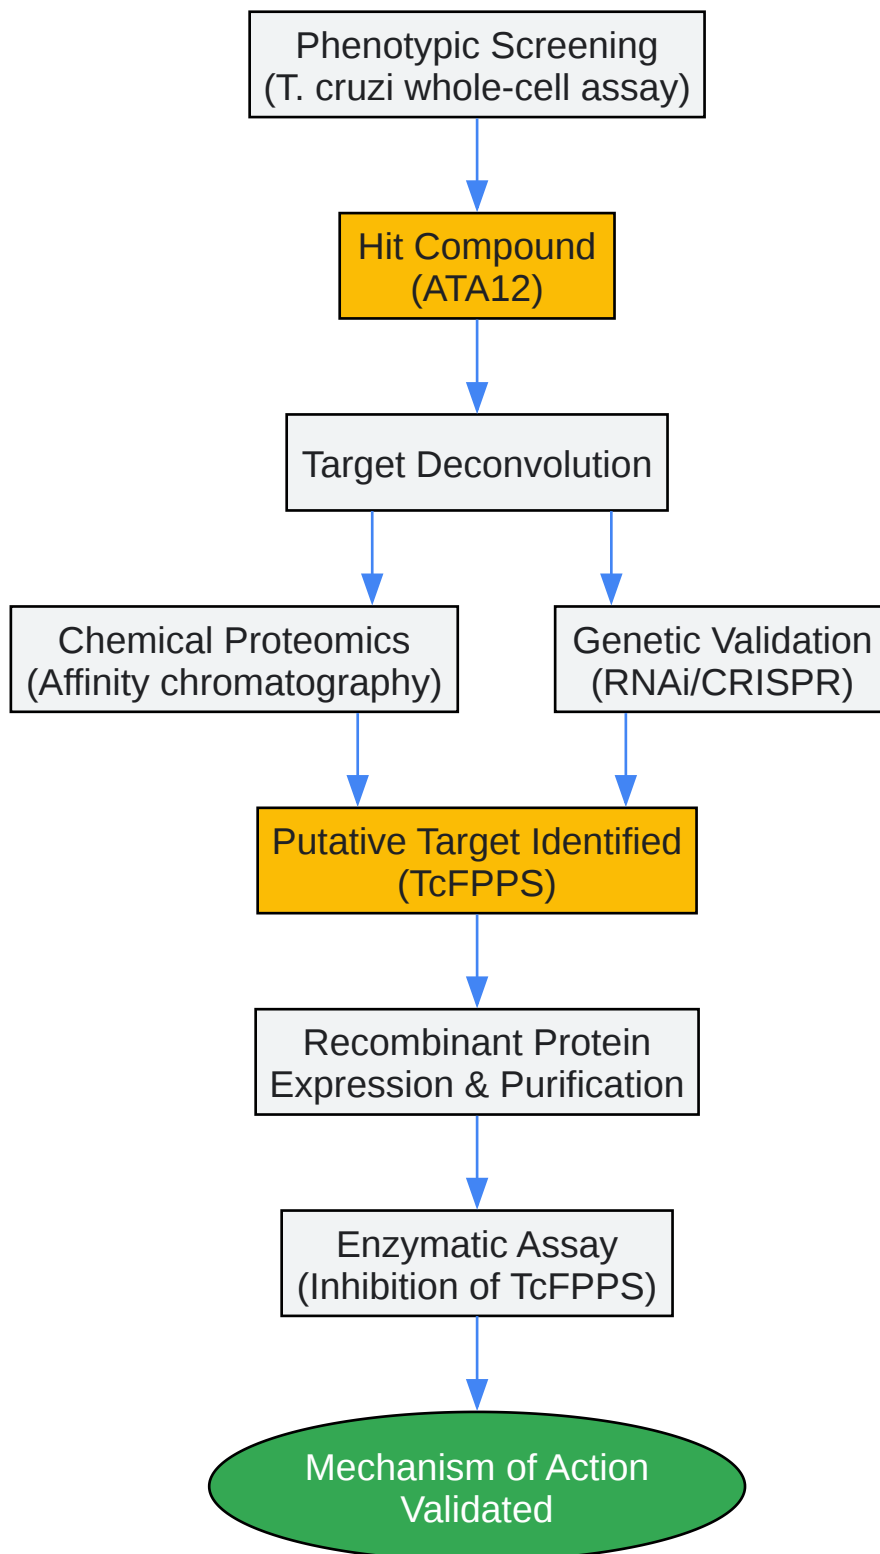 Phenotypic Screening
(T. cruzi whole-cell assay)
Hit Compound
(ATA12)
Target Deconvolution
Chemical Proteomics
(Affinity chromatography)
Genetic Validation
(RNAi/CRISPR)
Putative Target Identified
(TcFPPS)
Recombinant Protein
Expression & Purification
Enzymatic Assay
(Inhibition of TcFPPS)
Mechanism of Action
Validated